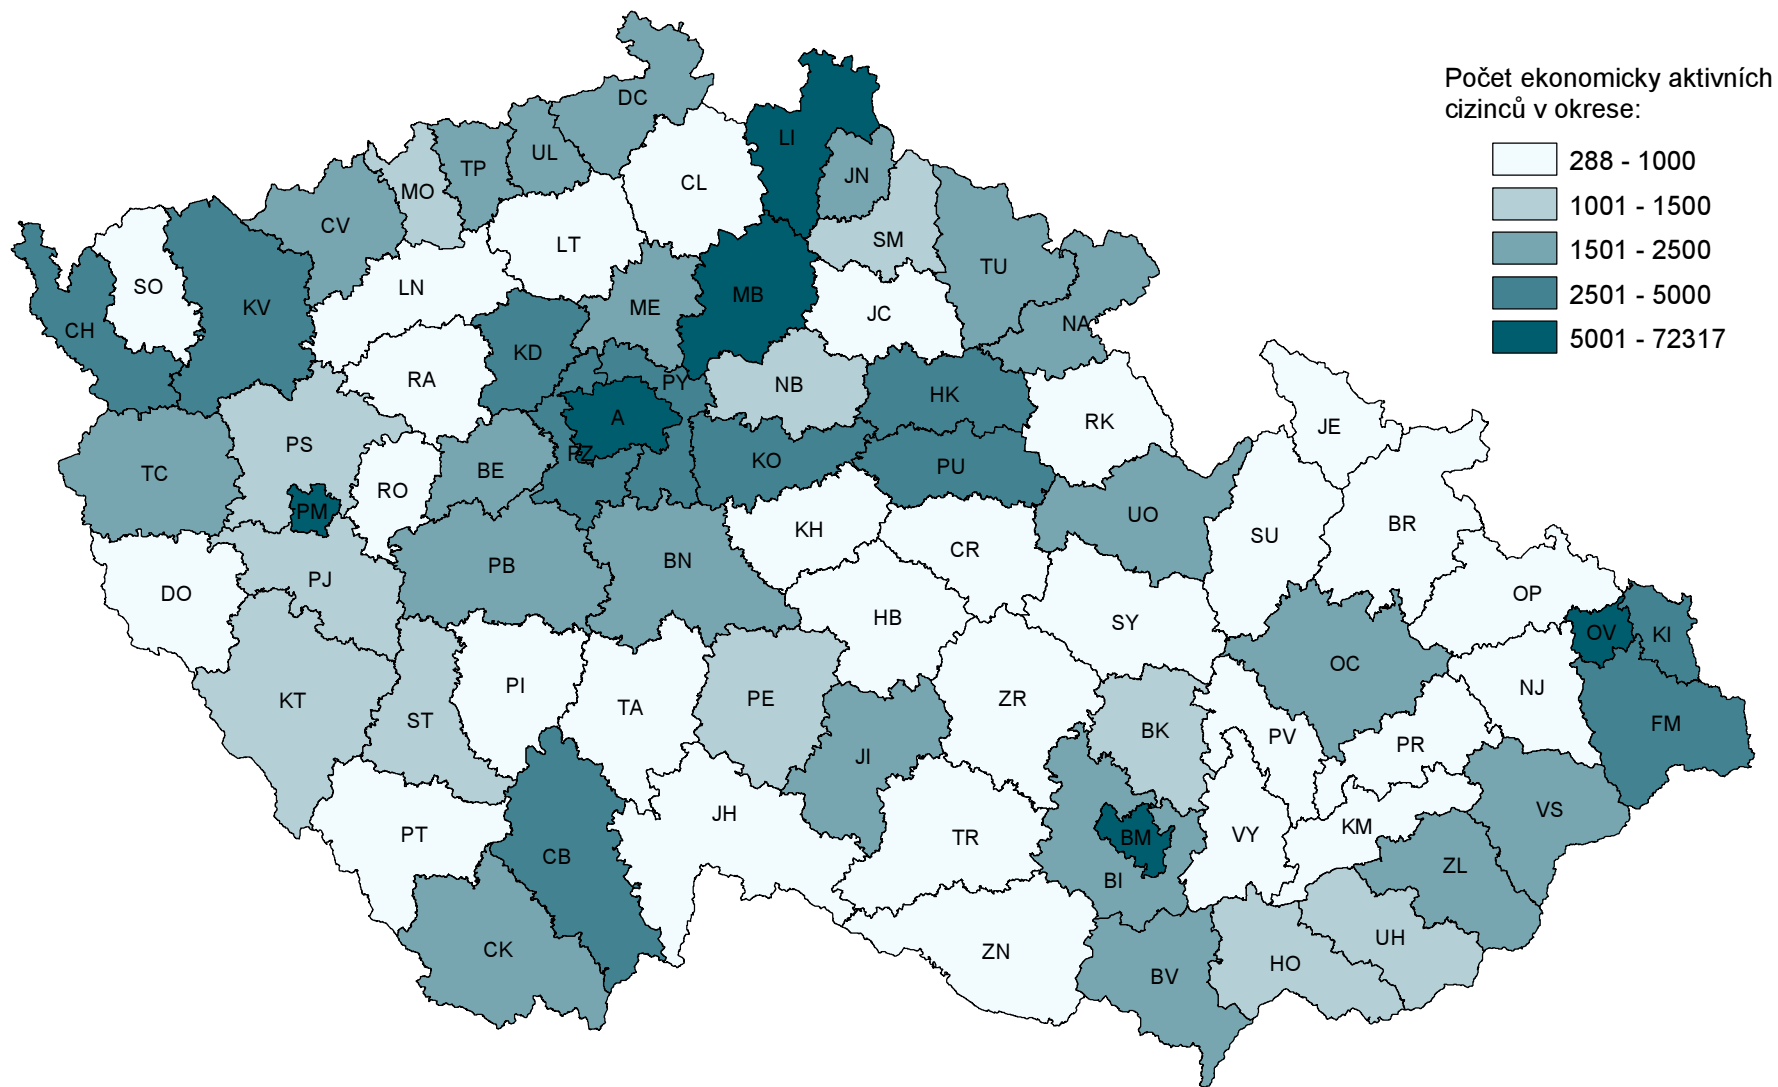 Počet ekonomicky aktivních
cizinců v okrese:
288 - 1000
1001 - 1500
1501 - 2500
2501 - 5000
5001 - 72317
DC
LI
UL
TP
JN
CL
MO
CV
SM
LT
TU
SO
LN
MB
KV
ME
JC
NA
CH
KD
RA
PY
NB
HK
A
RK
JE
PS
PZ
KO
PU
TC
BE
RO
PM
UO
BR
KH
SU
CR
BN
PB
PJ
DO
OP
HB
SY
OV
KI
OC
PI
NJ
KT
PE
ZR
TA
ST
FM
BK
PV
PR
JI
VS
JH
KM
PT
TR
BM
VY
CB
ZL
BI
UH
CK
ZN
HO
BV